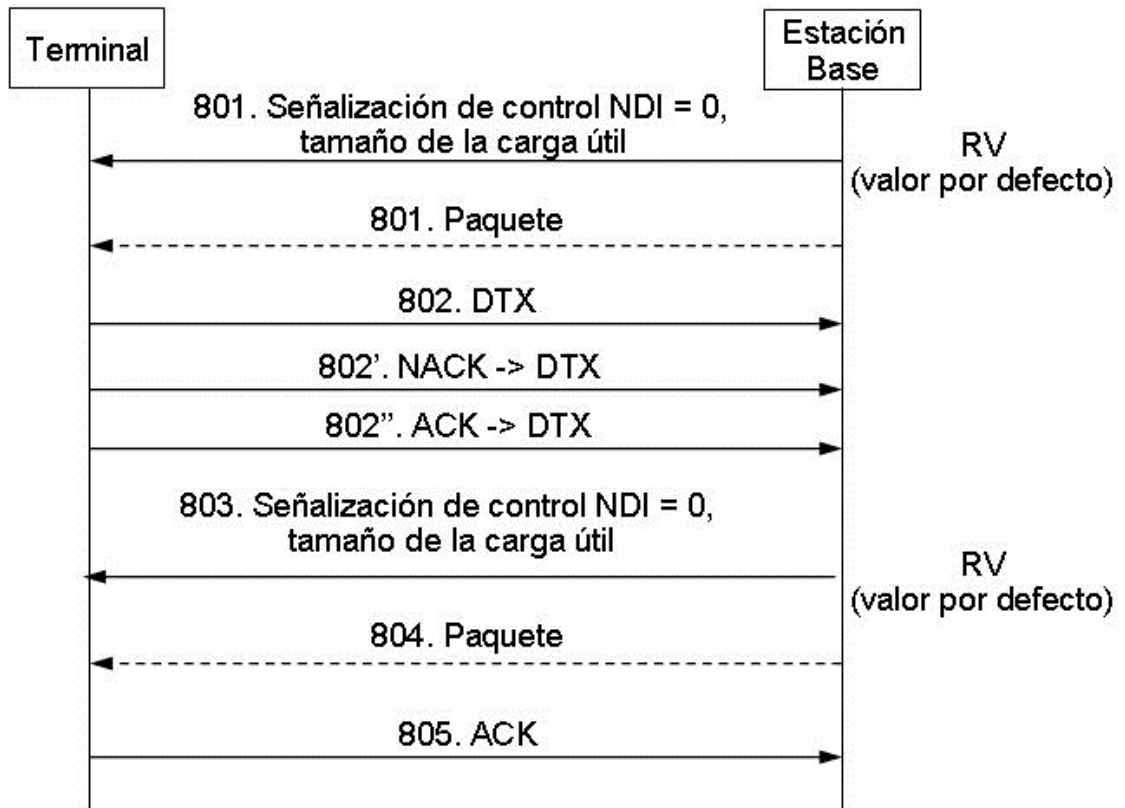 Terminal
Estación
Base
801. Señalización de control NDI = 0,
tamaño de la carga útil
RV
(valor por defecto)
801. Paquete
802. DTX
802'. NACK -> DTX
802”. ACK -> DTX
803. Señalización de control NDI = 0,
tamaño de la carga útil
RV
(valor por defecto)
804. Paquete
805. ACK